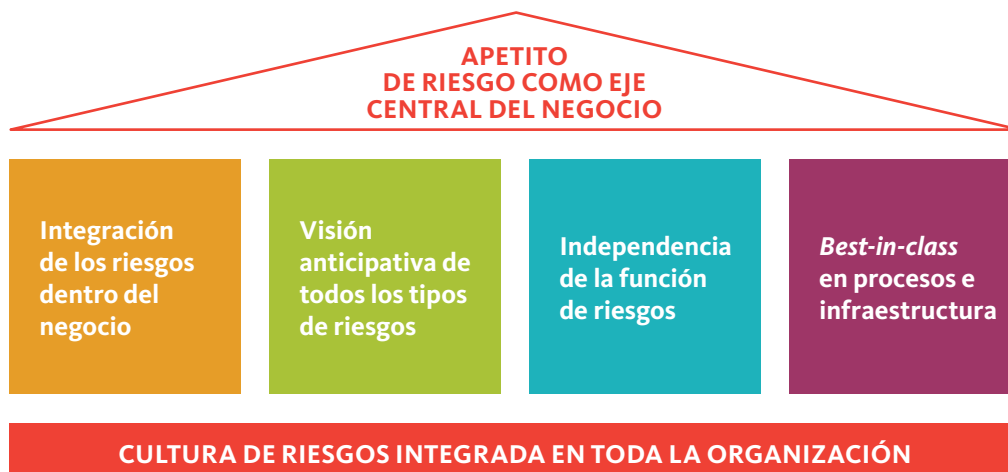 APETITO
DE RIESGO COMO EJE
CENTRAL DEL NEGOCIO
Integración
de los riesgos
dentro del
negocio
Visión
anticipativa de
todos los tipos
de riesgos
Independencia
de la función
de riesgos
Best-in-class
en procesos e
infraestructura
CULTURA DE RIESGOS INTEGRADA EN TODA LA ORGANIZACIÓN